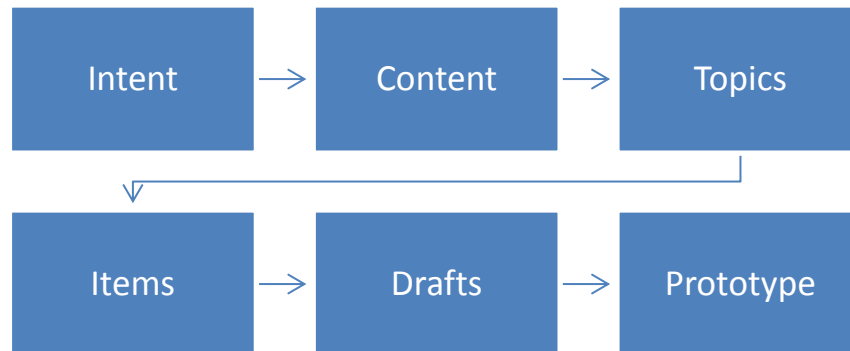 Intent
Content
Topics
Items
Drafts
Prototype